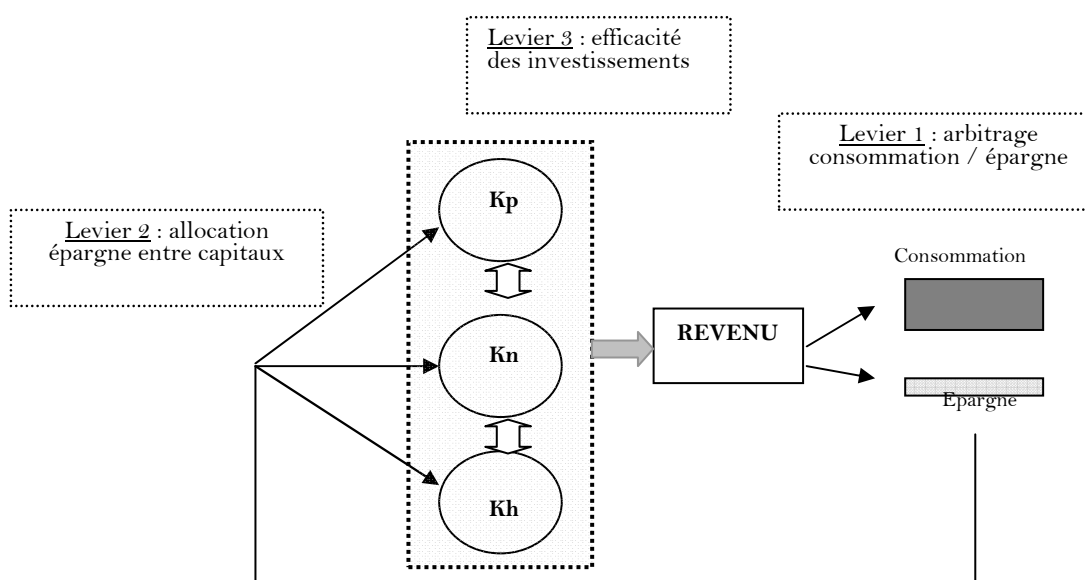 Levier 3 : efficacité
des investissements
Levier 1 : arbitrage
consommation / épargne
Levier 2 : allocation
épargne entre capitaux
Kp
Kn
Kh
REVENU
Consommation
Epargne